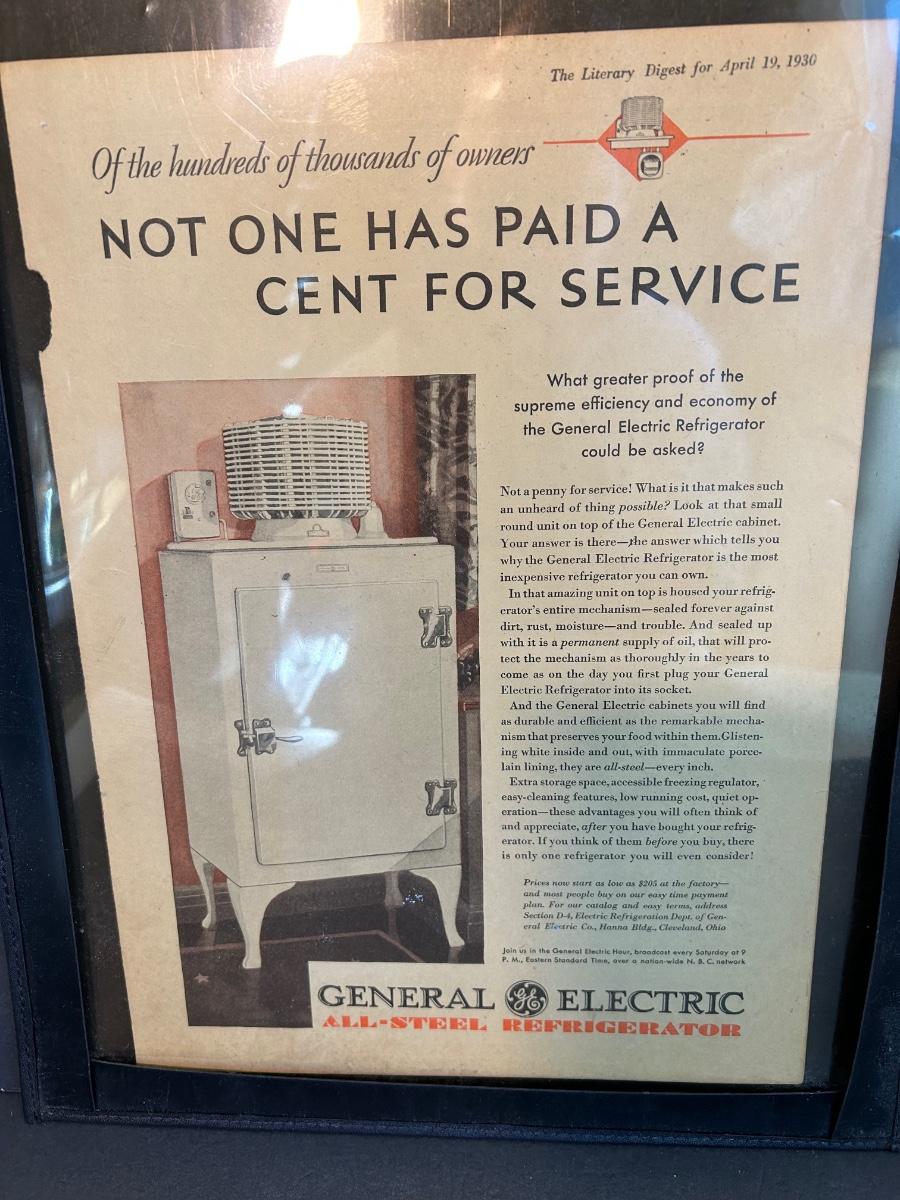 The Literary Digest for April 19, 1930
Of the hundreds of thousands of owners
NOT ONE HAS PAID A
CENT FOR SERVICE
What greater proof of the
supreme efficiency and economy of
the General Electric Refrigerator
could be asked?
Not a penny for service! What is it that makes such
an unheard of thing possible? Look at that small
round unit on top of the General Electric cabinet.
Your answer is there—the answer which tells you
why the General Electric Refrigerator is the most
inexpensive refrigerator you can own.
In that amazing unit on top is housed your refrig-
erator's entire mechanism—sealed forever against
dirt, rust, moisture—and trouble. And sealed up
with it is a permanent supply of oil, that will pro-
tect the mechanism as thoroughly in the years to
come as on the day you first plug your General
Electric Refrigerator into its socket.
And the General Electric cabinets you will find
as durable and efficient as the remarkable mecha-
nism that preserves your food within them. Glisten-
ing white inside and out, with immaculate porce-
lain lining, they are all-steel—every inch.
Extra storage space, accessible freezing regulator,
easy-cleaning features, low running cost, quiet op-
eration—these advantages you will often think of
and appreciate, after you have bought your refrig-
erator. If you think of them before you buy, there
is only one refrigerator you will even consider!
Prices now start as low as $205 at the factory—
and most people buy on our easy time payment
plan. For our catalog and easy terms, address
Section D-4, Electric Refrigeration Dept. of Gen-
eral Electric Co., Hanna Bldg., Cleveland, Ohio
Join us in the General Electric Hour, broadcast every Saturday at 9
P. M., Eastern Standard Time, over a nation-wide N. B. C. network
GENERAL GE ELECTRIC
ALL-STEEL REFRIGERATOR